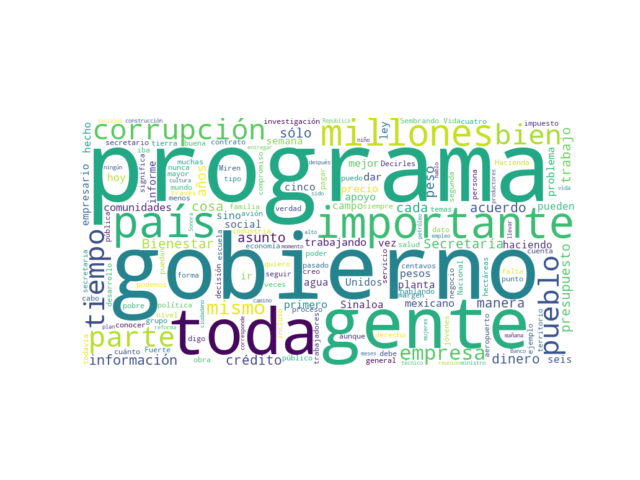 programa
gobierno
gente
toda
importante
país
millones
bien
corrupción
pueblo
tiempo
parte
mismo
empresa
información
crédito
dinero
seis
manera
acuerdo
cada
trabajo
presupuesto
problema
pueden
impuesto
Hacienda
Sembrando Vida
cuatro
ley
sólo
semana
investigación
República
construcción
secretario
hecho
tierra
buena
contrato
iba
informe
empresario
hoy
significa
muchas
nunca
mayor
cultura
mundo
menos
tipo
Miren
ningún
años
través
compromiso
entregar
cinco
pagar
después
mejor
Decirles
dar
puedo
precio
apoyo
campo
siempre
temas
peso
segunda
persona
productores
vida
comunidades
cosa
familia
avión
verdad
sido
sino
social
asunto
trabajando
vez
salud
dato
empleo
Secretaría
haciendo
cuenta
llevar
Bienestar
pesos
mexicano
primero
Sonora
decisión
escuela
economía
momento
poder
alto
servicio
centavos
hablando
Nacional
negocio
hectáreas
falta
punto
margen
planta
Unidos
agua
Sinaloa
creo
pasado
seguir
quiere
veces
ir
forma
podemos
puedan
desarrollo
secretaria
cabo
pobre
política
nivel
grupo
reforma
conocer
plan
todavía
cuánto
Fuerte
digo
obra
ciudadano
camino
corresponde
público
proceso
trabajadores
aunque
debe
meses
general
derecho
mujeres
jóvenes
técnico
ministro
aeropuerto
mañana
Banco
ejemplo
territorio